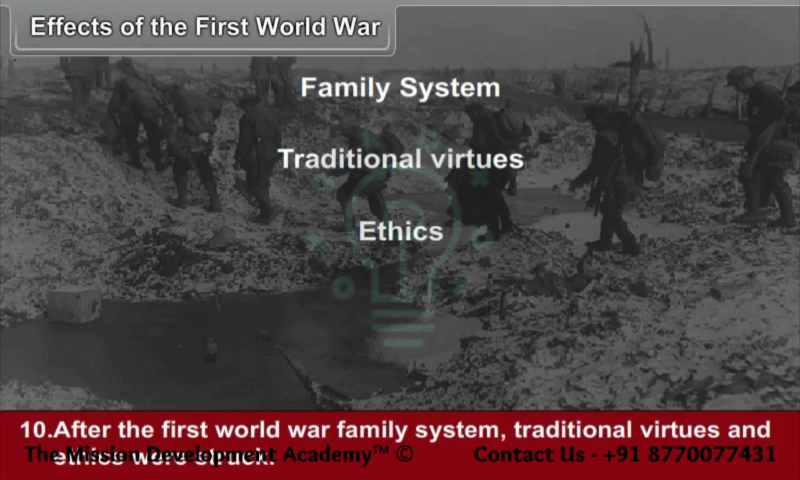 Effects of the First World War
Family System
Traditional virtues
Ethics
10.After the first world war family system, traditional virtues and
ethics were struck.
The Mission Development Academy™ © Contact Us - +91 8770077431